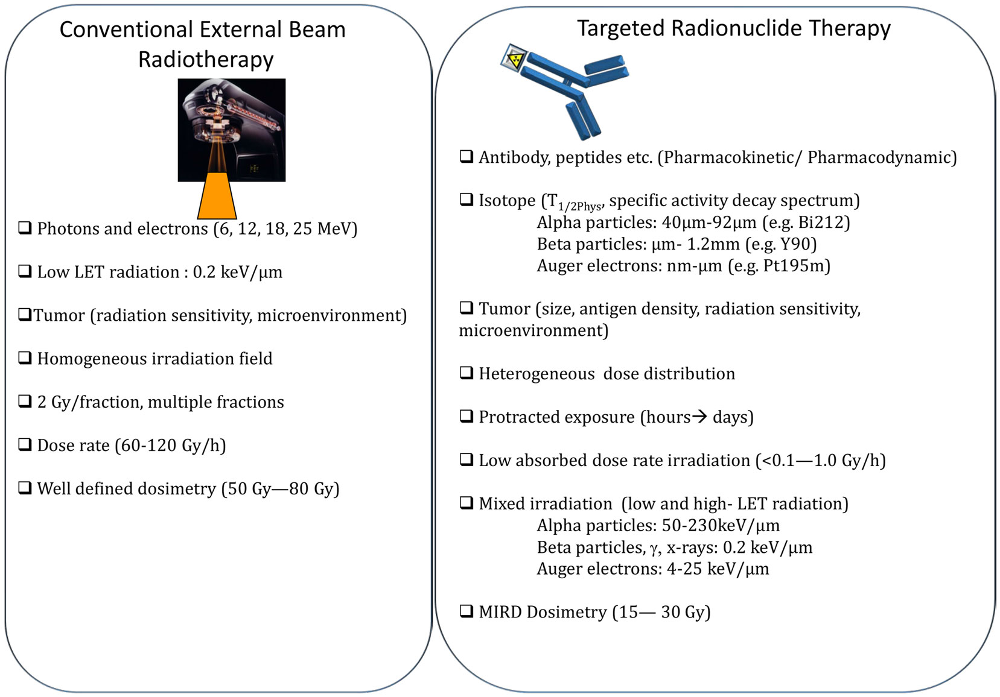 Conventional External Beam
Radiotherapy
❑ Photons and electrons (6, 12, 18, 25 MeV)
❑ Low LET radiation : 0.2 keV/μm
❑Tumor (radiation sensitivity, microenvironment)
❑ Homogeneous irradiation field
❑ 2 Gy/fraction, multiple fractions
❑ Dose rate (60-120 Gy/h)
❑ Well defined dosimetry (50 Gy—80 Gy)
Targeted Radionuclide Therapy
❑ Antibody, peptides etc. (Pharmacokinetic/ Pharmacodynamic)
❑ Isotope (T1/2Phys, specific activity decay spectrum)
Alpha particles: 40μm-92μm (e.g. Bi212)
Beta particles: μm- 1.2mm (e.g. Y90)
Auger electrons: nm-μm (e.g. Pt195m)
❑ Tumor (size, antigen density, radiation sensitivity,
microenvironment)
❑ Heterogeneous  dose distribution
❑ Protracted exposure (hours→ days)
❑ Low absorbed dose rate irradiation (<0.1—1.0 Gy/h)
❑ Mixed irradiation  (low and high- LET radiation)
Alpha particles: 50-230keV/μm
Beta particles, γ, x-rays: 0.2 keV/μm
Auger electrons: 4-25 keV/μm
❑ MIRD Dosimetry (15— 30 Gy)